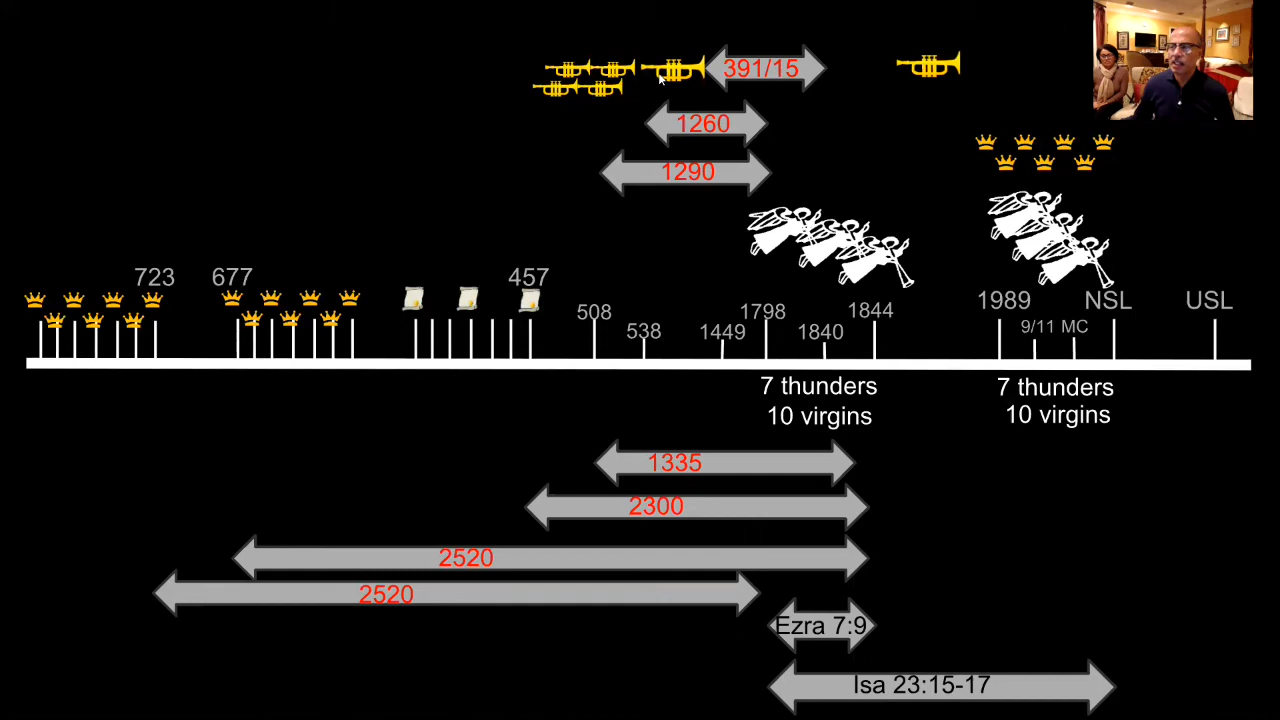 391/15
1260
1290
723
677
457
508
538
1449
1798
1840
1844
1989
9/11 MC
NSL
USL
7 thunders
10 virgins
7 thunders
10 virgins
1335
2300
2520
2520
Ezra 7:9
Isa 23:15-17